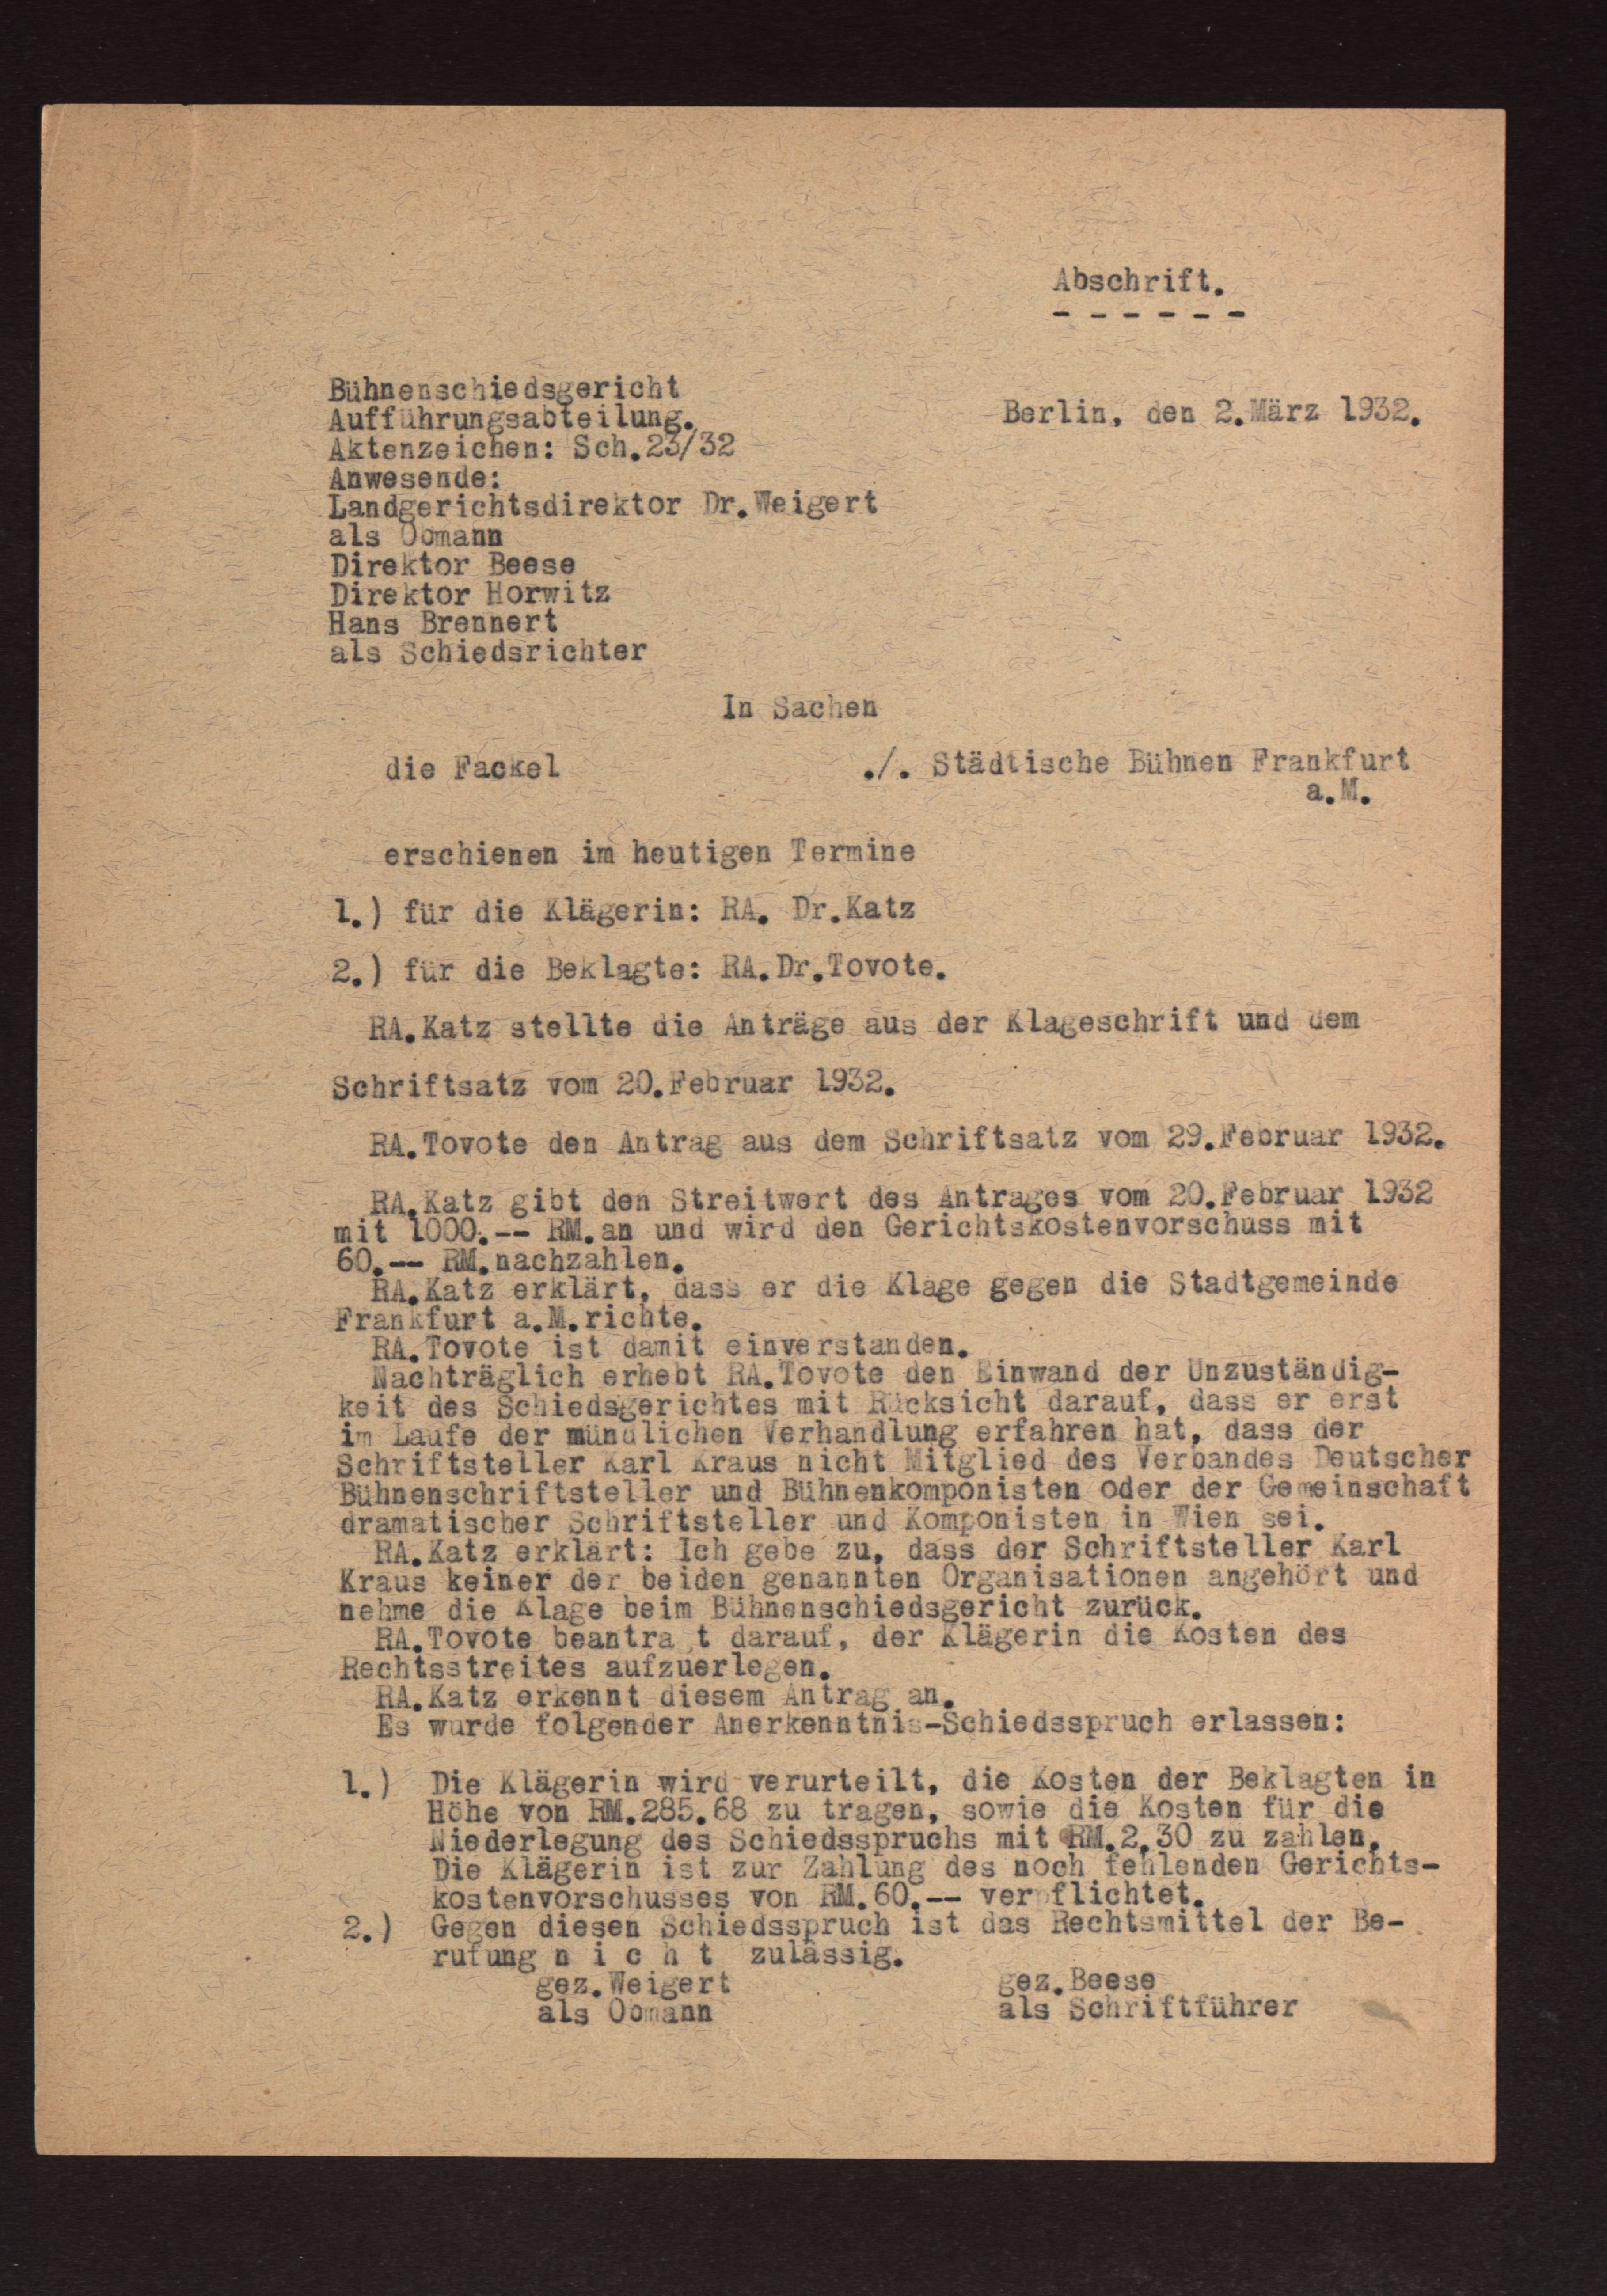 Abschrift.
- - - - - -
Bühnenschiedsgericht
Aufführungsabteilung.
Berlin, den 2.März 1932.
Aktenzeichen: Sch.23/32
Anwesende:
Landgerichtsdirektor Dr.Weigert
als Obmann
Direktor Beese
Direktor Horwitz
Hans Brennert
als Schiedsrichter
In Sachen
die Fackel ./. Städtische Bühnen Frankfurt
a.M.
erschienen im heutigen Termine
1.) für die Klägerin: RA. Dr.Katz
2.) für die Beklagte: RA.Dr.Tovote.
RA.Katz stellte die Anträge aus der Klageschrift und dem
Schriftsatz vom 20.Februar 1932.
RA.Tovote den Antrag aus dem Schriftsatz vom 29.Februar 1932.
RA.Katz gibt den Streitwert des Antrages vom 20.Februar 1932
mit 1000.-- RM.an und wird den Gerichtskostenvorschuss mit
60.-- RM.nachzahlen.
RA.Katz erklärt, dass er die Klage gegen die Stadtgemeinde
Frankfurt a.M.richte.
RA.Tovote ist damit einverstanden.
Nachträglich erhebt RA.Tovote den Einwand der Unzuständig-
keit des Schiedsgerichtes mit Rücksicht darauf, dass er erst
im Laufe der mündlichen Verhandlung erfahren hat, dass der
Schriftsteller Karl Kraus nicht Mitglied des Verbandes Deutscher
Bühnenschriftsteller und Bühnenkomponisten oder der Gemeinschaft
dramatischer Schriftsteller und Komponisten in Wien sei.
RA.Katz erklärt: Ich gebe zu, dass der Schriftsteller Karl
Kraus keiner der beiden genannten Organisationen angehört und
nehme die Klage beim Bühnenschiedsgericht zurück.
RA.Tovote beantragt darauf, der Klägerin die Kosten des
Rechtsstreites aufzuerlegen.
RA.Katz erkennt diesem Antrag an.
Es wurde folgender Anerkenntnis-Schiedsspruch erlassen:
1.) Die Klägerin wird verurteilt, die Kosten der Beklagten in
Höhe von RM.285.68 zu tragen, sowie die Kosten für die
Niederlegung des Schiedsspruchs mit RM.2,30 zu zahlen.
Die Klägerin ist zur Zahlung des noch fehlenden Gerichts-
kostenvorschusses von RM.60.-- verpflichtet.
2.) Gegen diesen Schiedsspruch ist das Rechtsmittel der Be-
rufung n i c h t zulässig.
gez.Weigert gez.Beese
als Obmann als Schriftführer